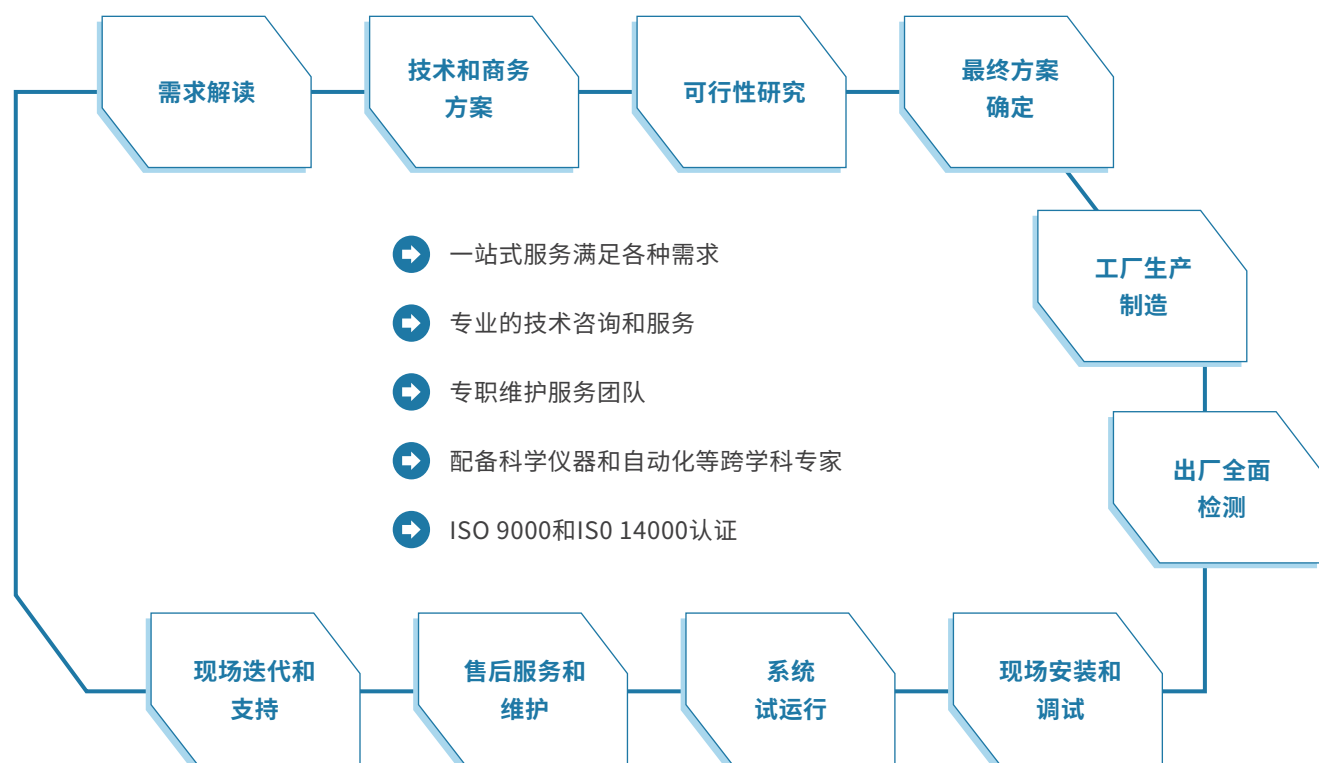 需求解读
技术和商务
方案
可行性研究
最终方案
确定
工厂生产
制造
出厂全面
检测
一站式服务满足各种需求
专业的技术咨询和服务
专职维护服务团队
配备科学仪器和自动化等跨学科专家
ISO 9000和IS0 14000认证
现场迭代和
支持
售后服务和
维护
系统
试运行
现场安装和
调试